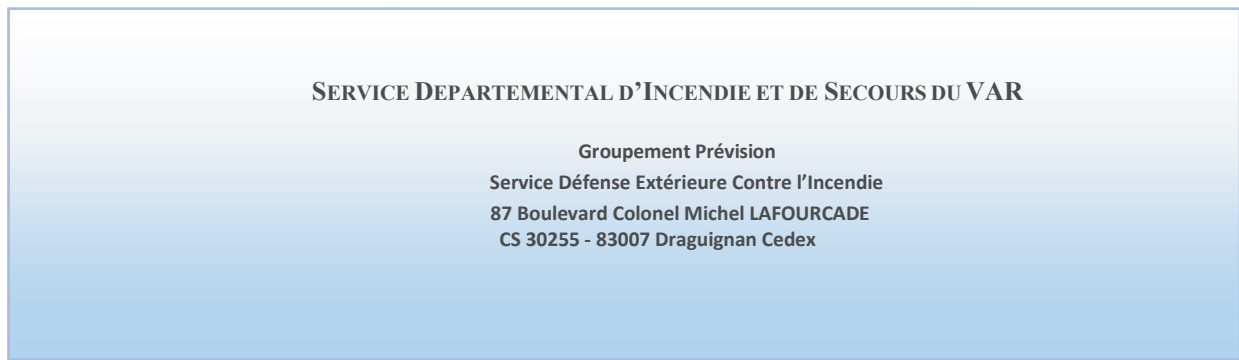 SERVICE DEPARTEMENTAL D’INCENDIE ET DE SECOURS DU VAR
Groupement Prévision
Service Défense Extérieure Contre l’Incendie
87 Boulevard Colonel Michel LAFOURCADE
CS 30255 - 83007 Draguignan Cedex